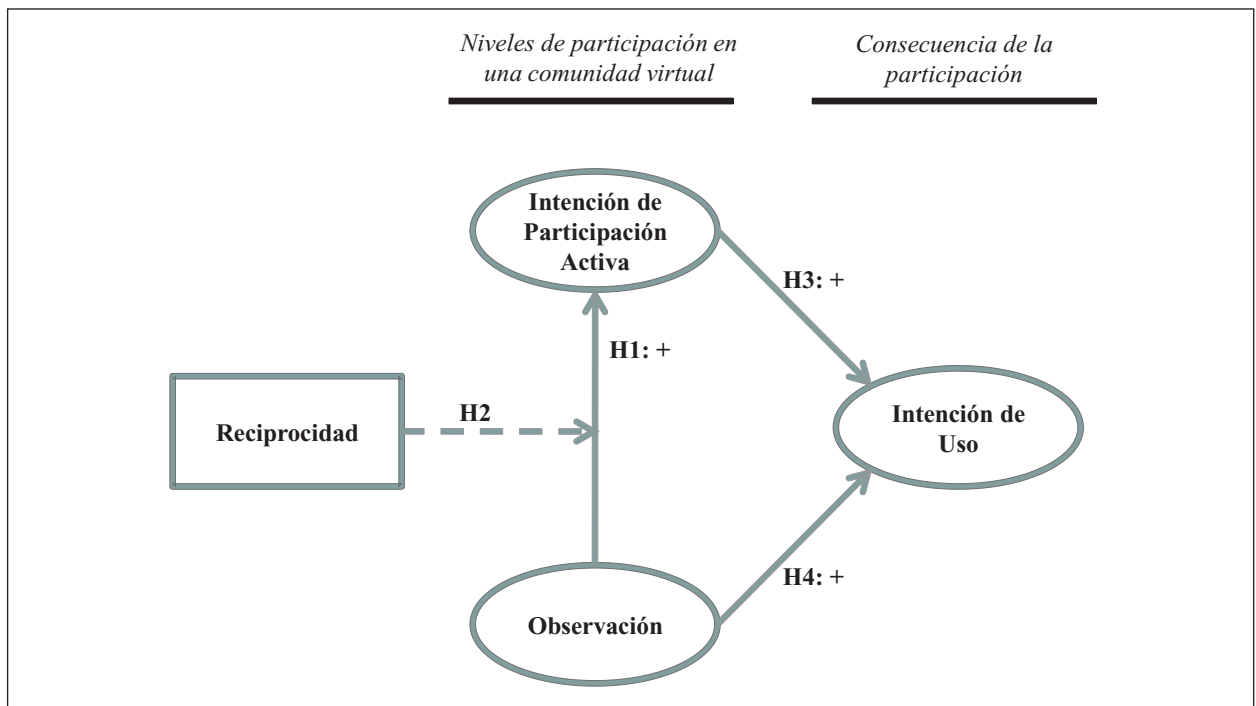 Niveles de participación en
una comunidad virtual
Consecuencia de la
participación
Intención de
Participación
Activa
H3: +
H1: +
H2
Reciprocidad
Intención de
Uso
H4: +
Observación